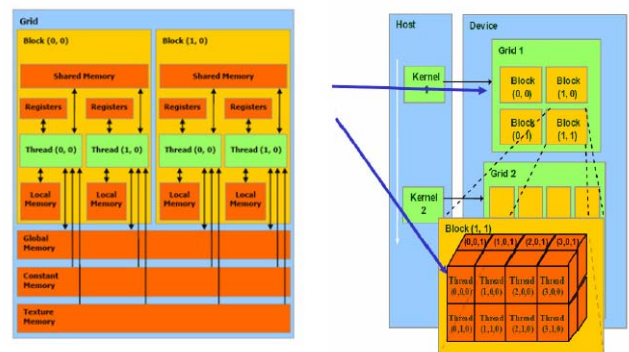 Grid
Block (0, 0)
Block (1, 0)
Shared Memory
Shared Memory
Registers
Registers
Registers
Registers
Thread (0, 0)
Thread (1, 0)
Thread (0, 0)
Thread (1, 0)
Local
Memory
Local
Memory
Local
Memory
Local
Memory
Global
Memory
Constant
Memory
Texture
Memory
Host
Device
Grid 1
Kernel
1
Block
(0, 0)
Block
(1, 0)
Block
(0, 1)
Block
(1, 1)
Grid 2
Kernel
2
Block (1, 1)
(0,0,1) (1,0,1) (2,0,1) (3,0,1)
Thread
(0,0,0)
Thread
(1,0,0)
Thread
(2,0,0)
Thread
(3,0,0)
Thread
(0,1,0)
Thread
(1,1,0)
Thread
(2,1,0)
Thread
(3,1,0)